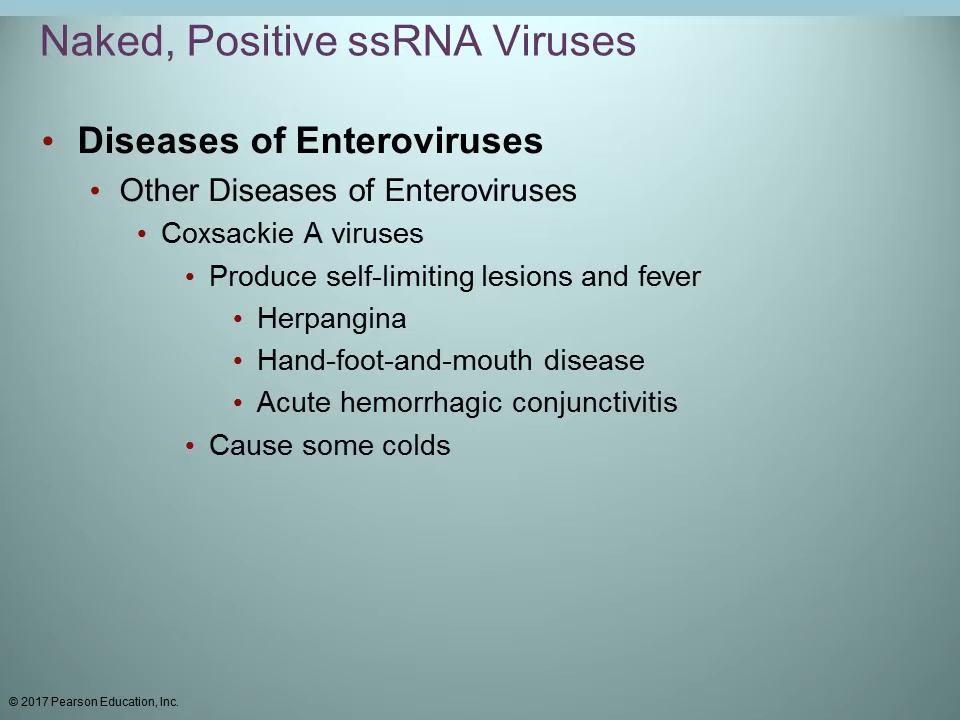 Naked, Positive ssRNA Viruses
• Diseases of Enteroviruses
• Other Diseases of Enteroviruses
• Coxsackie A viruses
• Produce self-limiting lesions and fever
• Herpangina
• Hand-foot-and-mouth disease
• Acute hemorrhagic conjunctivitis
• Cause some colds
© 2017 Pearson Education, Inc.